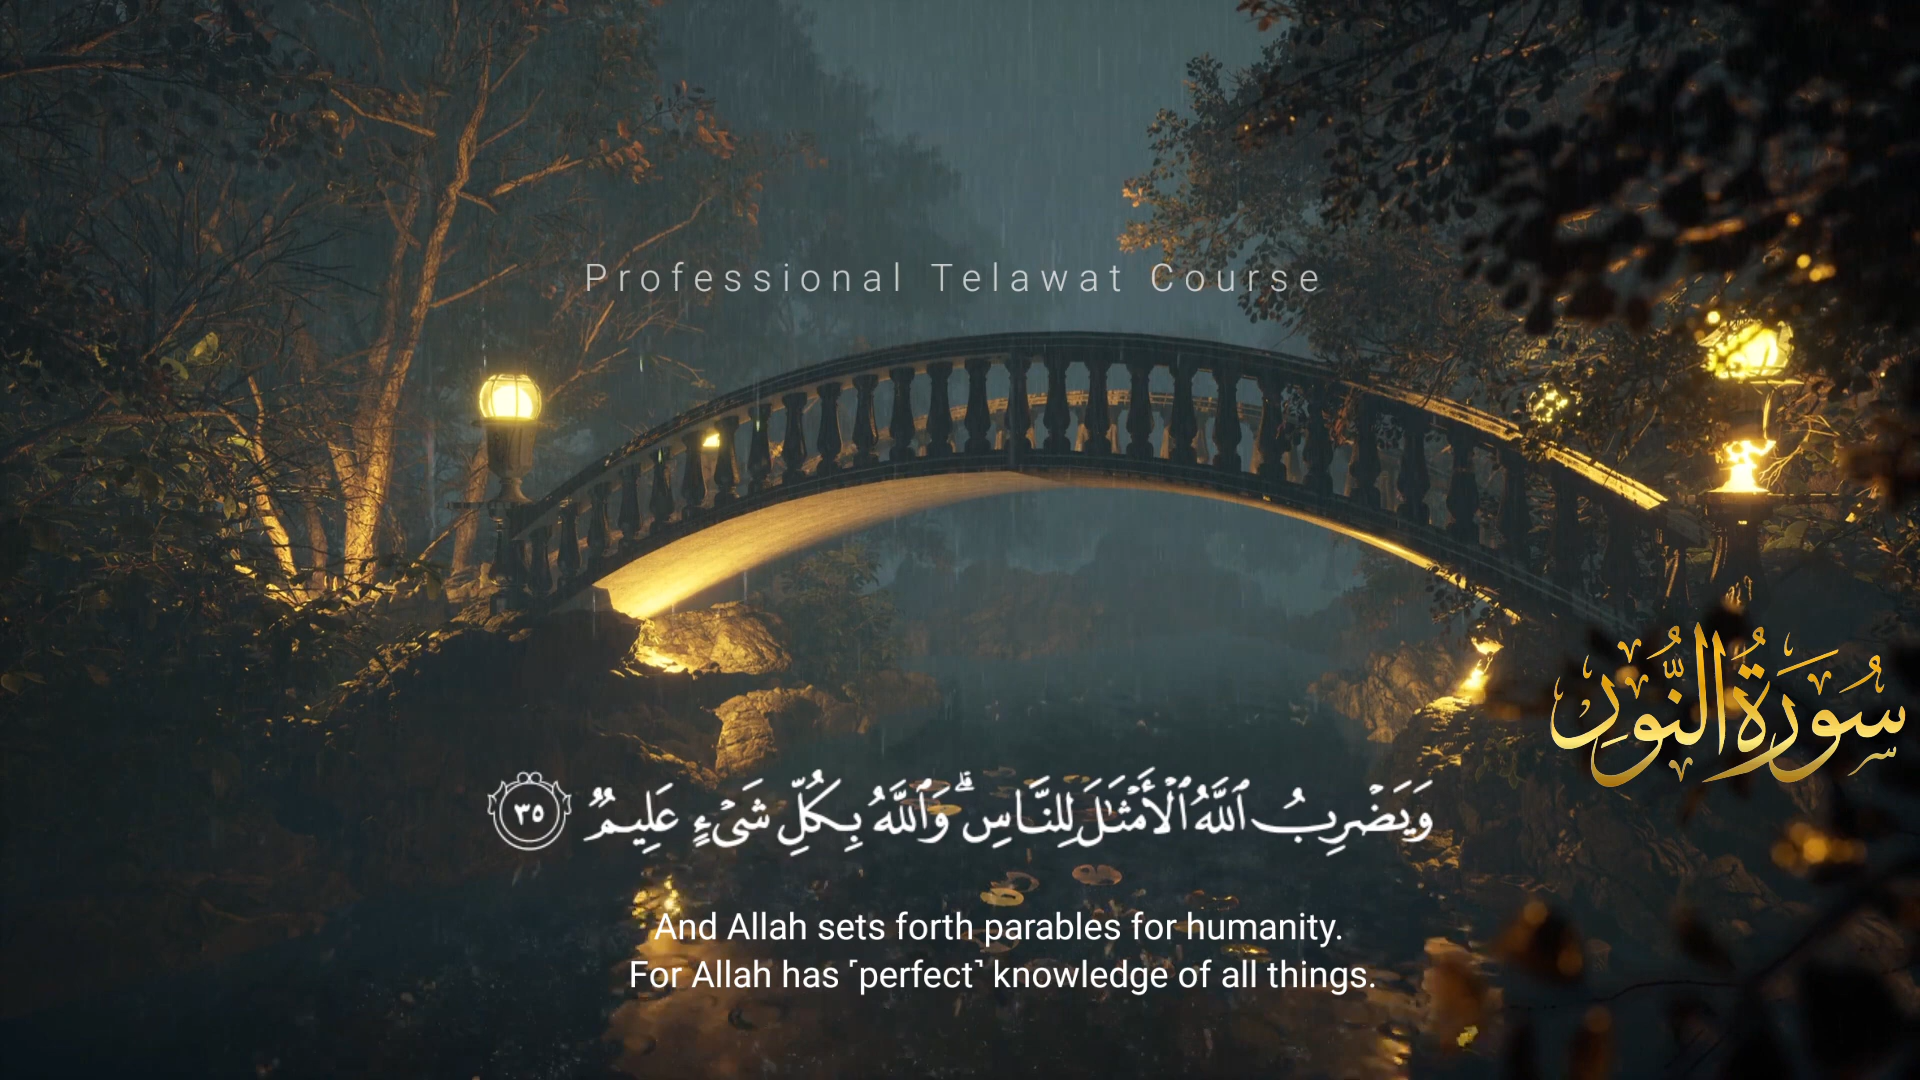 Professional Telawat Course
سُورَةُ النُّورِ
وَيَضْرِبُ ٱللَّهُ ٱلْأَمْثَـٰلَ لِلنَّاسِ ۗ وَٱللَّهُ بِكُلِّ شَىْءٍ عَلِيمٌ ٣٥
And Allah sets forth parables for humanity.
For Allah has ˹perfect˺ knowledge of all things.